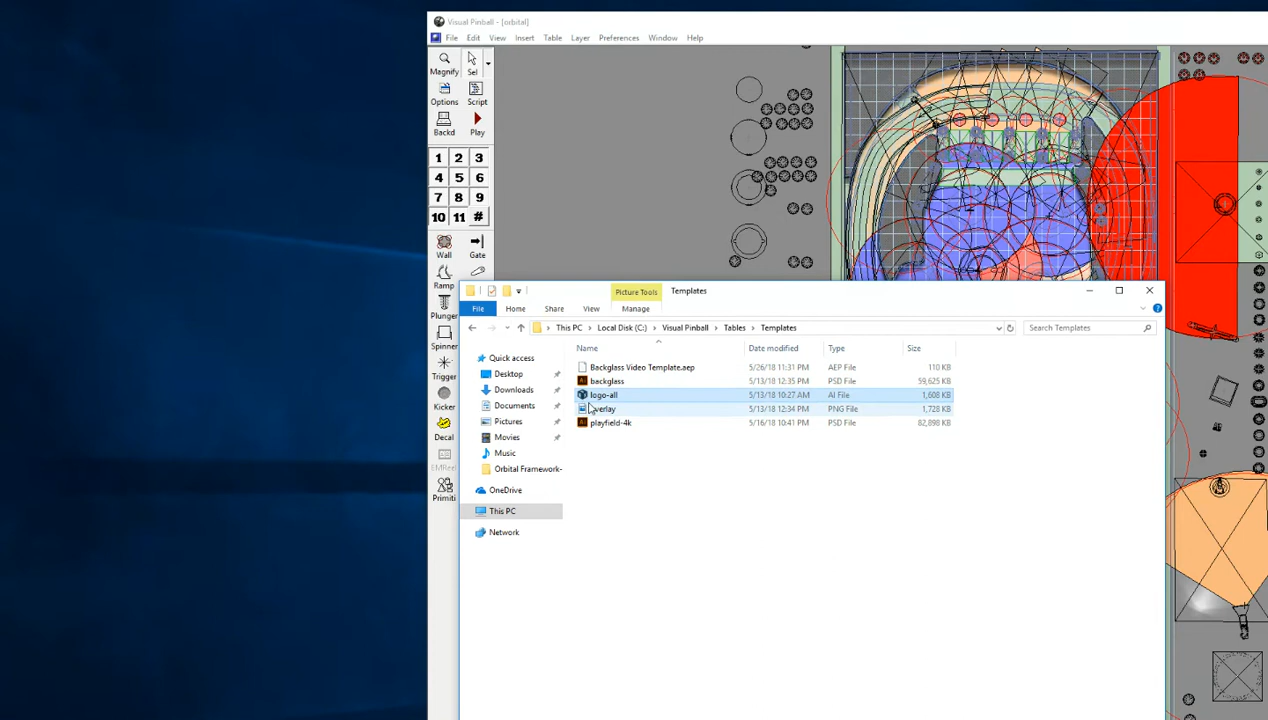 Visual Pinball - [orbital]
File Edit View Insert Table Layer Preferences Window Help
Magnify Sel
Options Script
Backd Play
1 2 3
4 5 6
7 8 9
10 11 #
Wall Gate
Ramp
Plunger
Spinner
Trigger
Kicker
Decal
EMReel
Primiti
Picture Tools Templates
File Home Share View Manage
This PC > Local Disk (C:) > Visual Pinball > Tables > Templates
Search Templates
Name Date modified Type Size
Quick access
Desktop
Downloads
Documents
Pictures
Movies
Music
Orbital Framework-
OneDrive
This PC
Network
Backglass Video Template.aep 5/26/18 11:31 PM AEP File 110 KB
backglass 5/13/18 12:35 PM PSD File 59,625 KB
logo-all 5/13/18 10:27 AM AI File 1,608 KB
overlay 5/13/18 12:34 PM PNG File 1,728 KB
playfield-4k 5/16/18 10:41 PM PSD File 82,898 KB